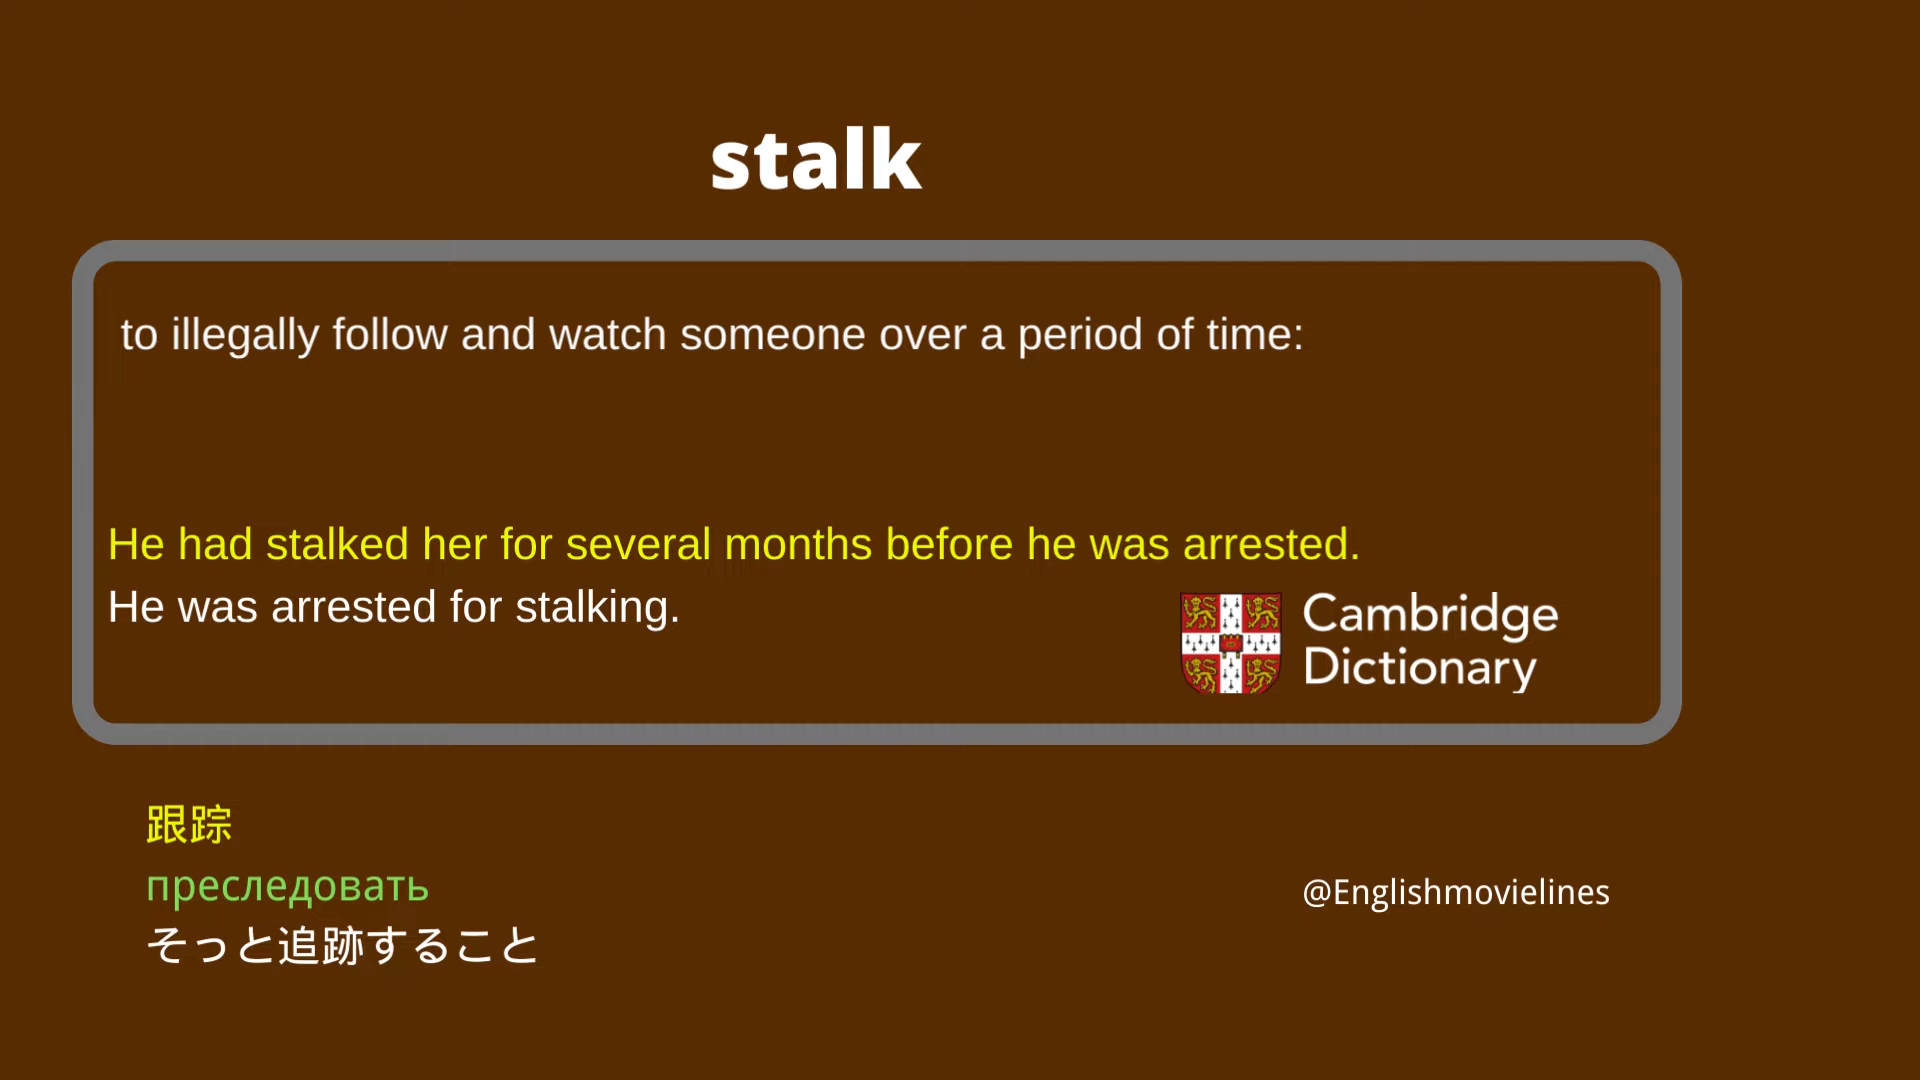 stalk
to illegally follow and watch someone over a period of time:
He had stalked her for several months before he was arrested.
He was arrested for stalking.
Cambridge
Dictionary
跟踪
преследовать
そっと追跡すること
@Englishmovielines